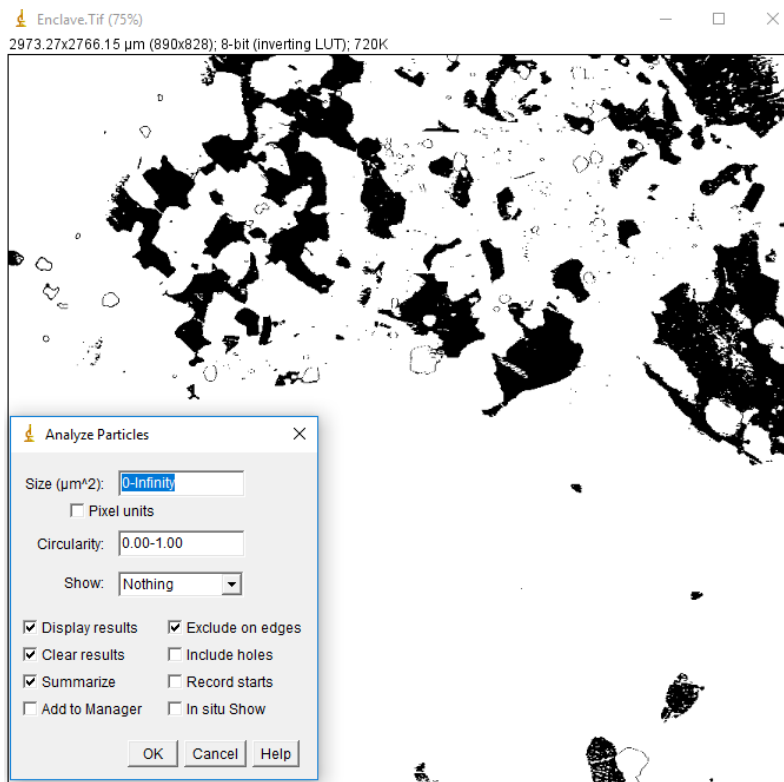 Enclave.Tif (75%)
2973.27x2766.15 µm (890x828); 8-bit (inverting LUT); 720K
Analyze Particles
Size (µm^2): 0-Infinity
Pixel units
Circularity: 0.00-1.00
Show: Nothing
Display results Exclude on edges
Clear results Include holes
Summarize Record starts
Add to Manager In situ Show
OK Cancel Help